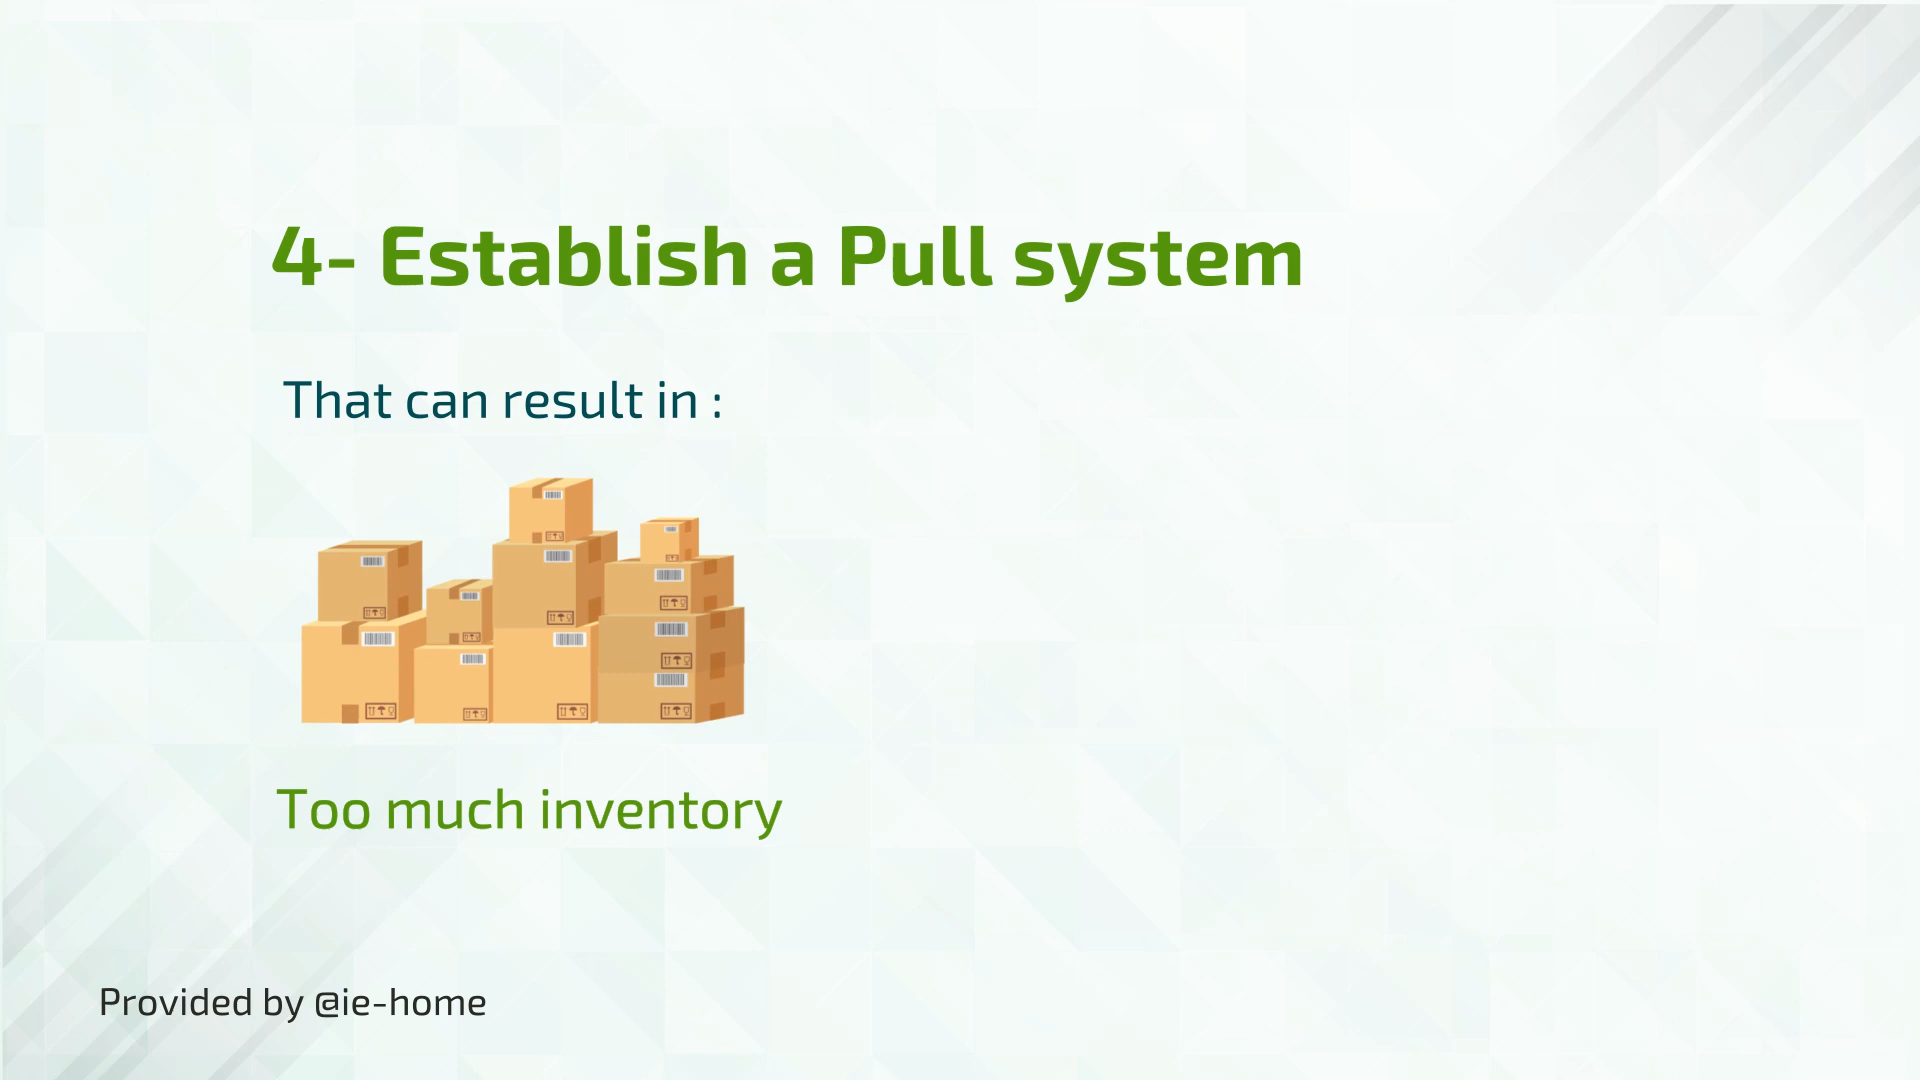 4- Establish a Pull system
That can result in :
Too much inventory
Provided by @ie-home